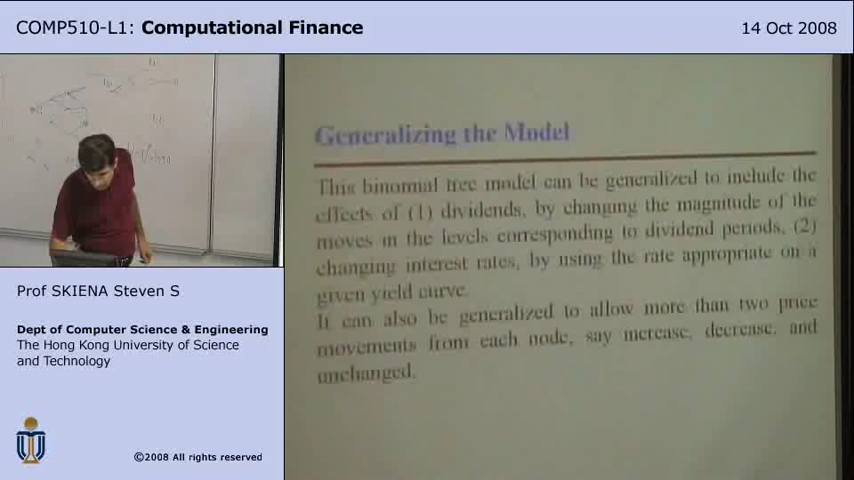 COMP510-L1: Computational Finance
14 Oct 2008
Generalizing the Model
This binomial tree model can be generalized to include the
effects of (1) dividends, by changing the magnitude of the
moves in the levels corresponding to dividend periods, (2)
changing interest rates, by using the rate appropriate on a
given yield curve.
It can also be generalized to allow more than two price
movements from each node, say increase, decrease, and
unchanged.
Prof SKIENA Steven S
Dept of Computer Science & Engineering
The Hong Kong University of Science
and Technology
©2008 All rights reserved